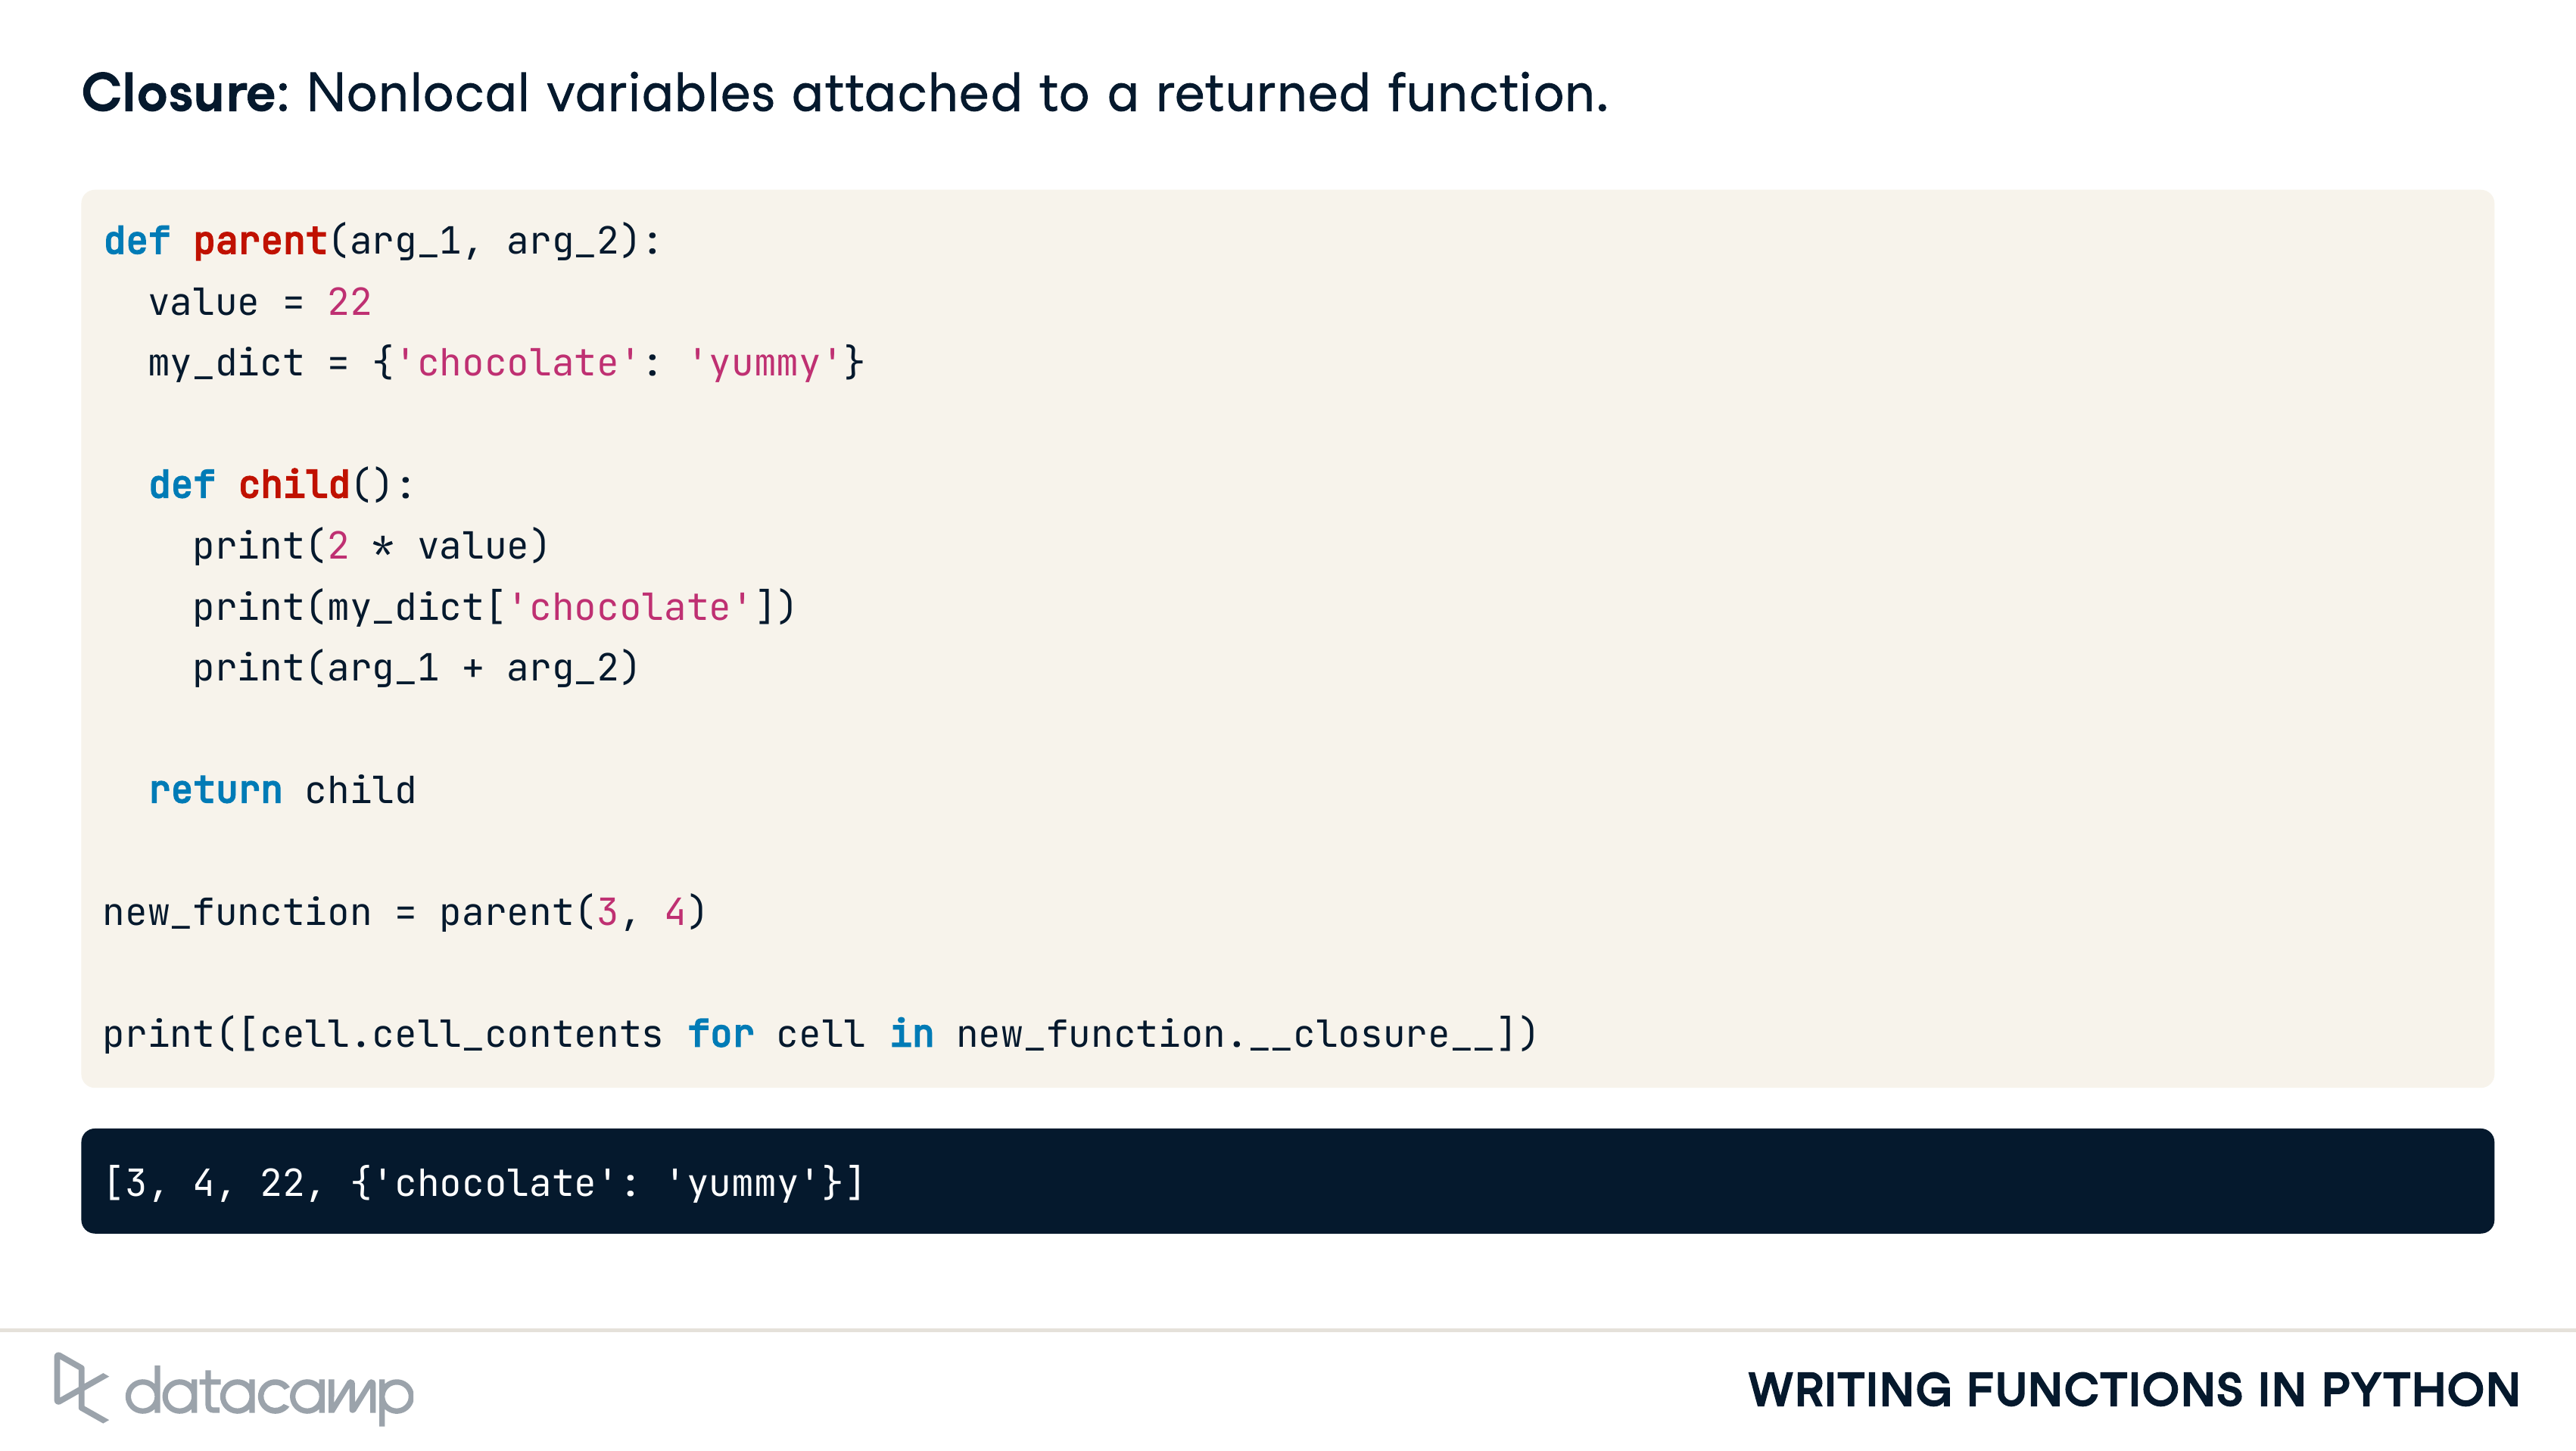 Closure: Nonlocal variables attached to a returned function.
def parent(arg_1, arg_2):
  value = 22
  my_dict = {'chocolate': 'yummy'}

  def child():
    print(2 * value)
    print(my_dict['chocolate'])
    print(arg_1 + arg_2)

  return child

new_function = parent(3, 4)

print([cell.cell_contents for cell in new_function.__closure__])
[3, 4, 22, {'chocolate': 'yummy'}]
datacamp
WRITING FUNCTIONS IN PYTHON